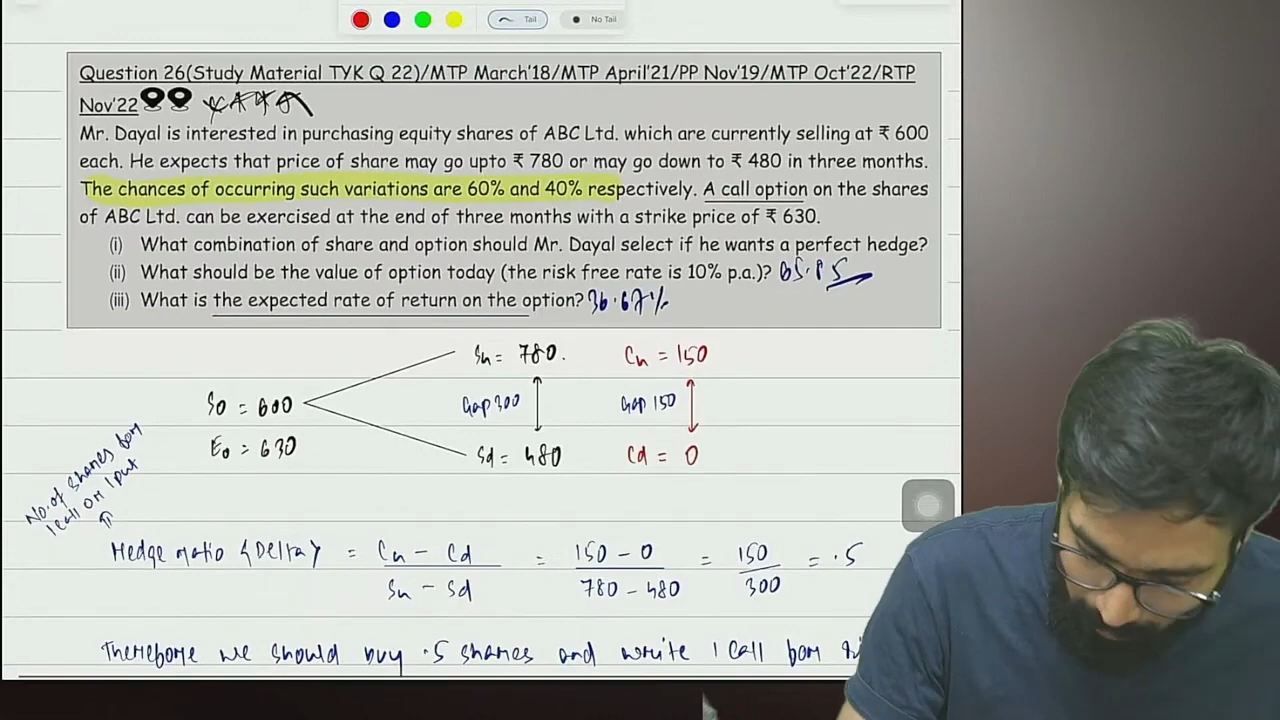 Tail
No Tail
Question 26(Study Material TYK Q 22)/MTP March'18/MTP April'21/PP Nov'19/MTP Oct'22/RTP
Nov'22
Mr. Dayal is interested in purchasing equity shares of ABC Ltd. which are currently selling at ₹ 600
each. He expects that price of share may go upto ₹ 780 or may go down to ₹ 480 in three months.
The chances of occurring such variations are 60% and 40% respectively. A call option on the shares
of ABC Ltd. can be exercised at the end of three months with a strike price of ₹ 630.
(i) What combination of share and option should Mr. Dayal select if he wants a perfect hedge?
(ii) What should be the value of option today (the risk free rate is 10% p.a.)? 65.85
(iii) What is the expected rate of return on the option? 36.67%
Su = 780. Cu = 150
S0 = 600 Gap 300 Gap 150
E0 = 630 Sd = 480 Cd = 0
No. of shares for
1 call or 1 put
Hedge ratio {Delta} = Cu - Cd = 150 - 0 = 150 = .5
Su - Sd 780 - 480 300
Therefore we should buy .5 shares and write 1 call for